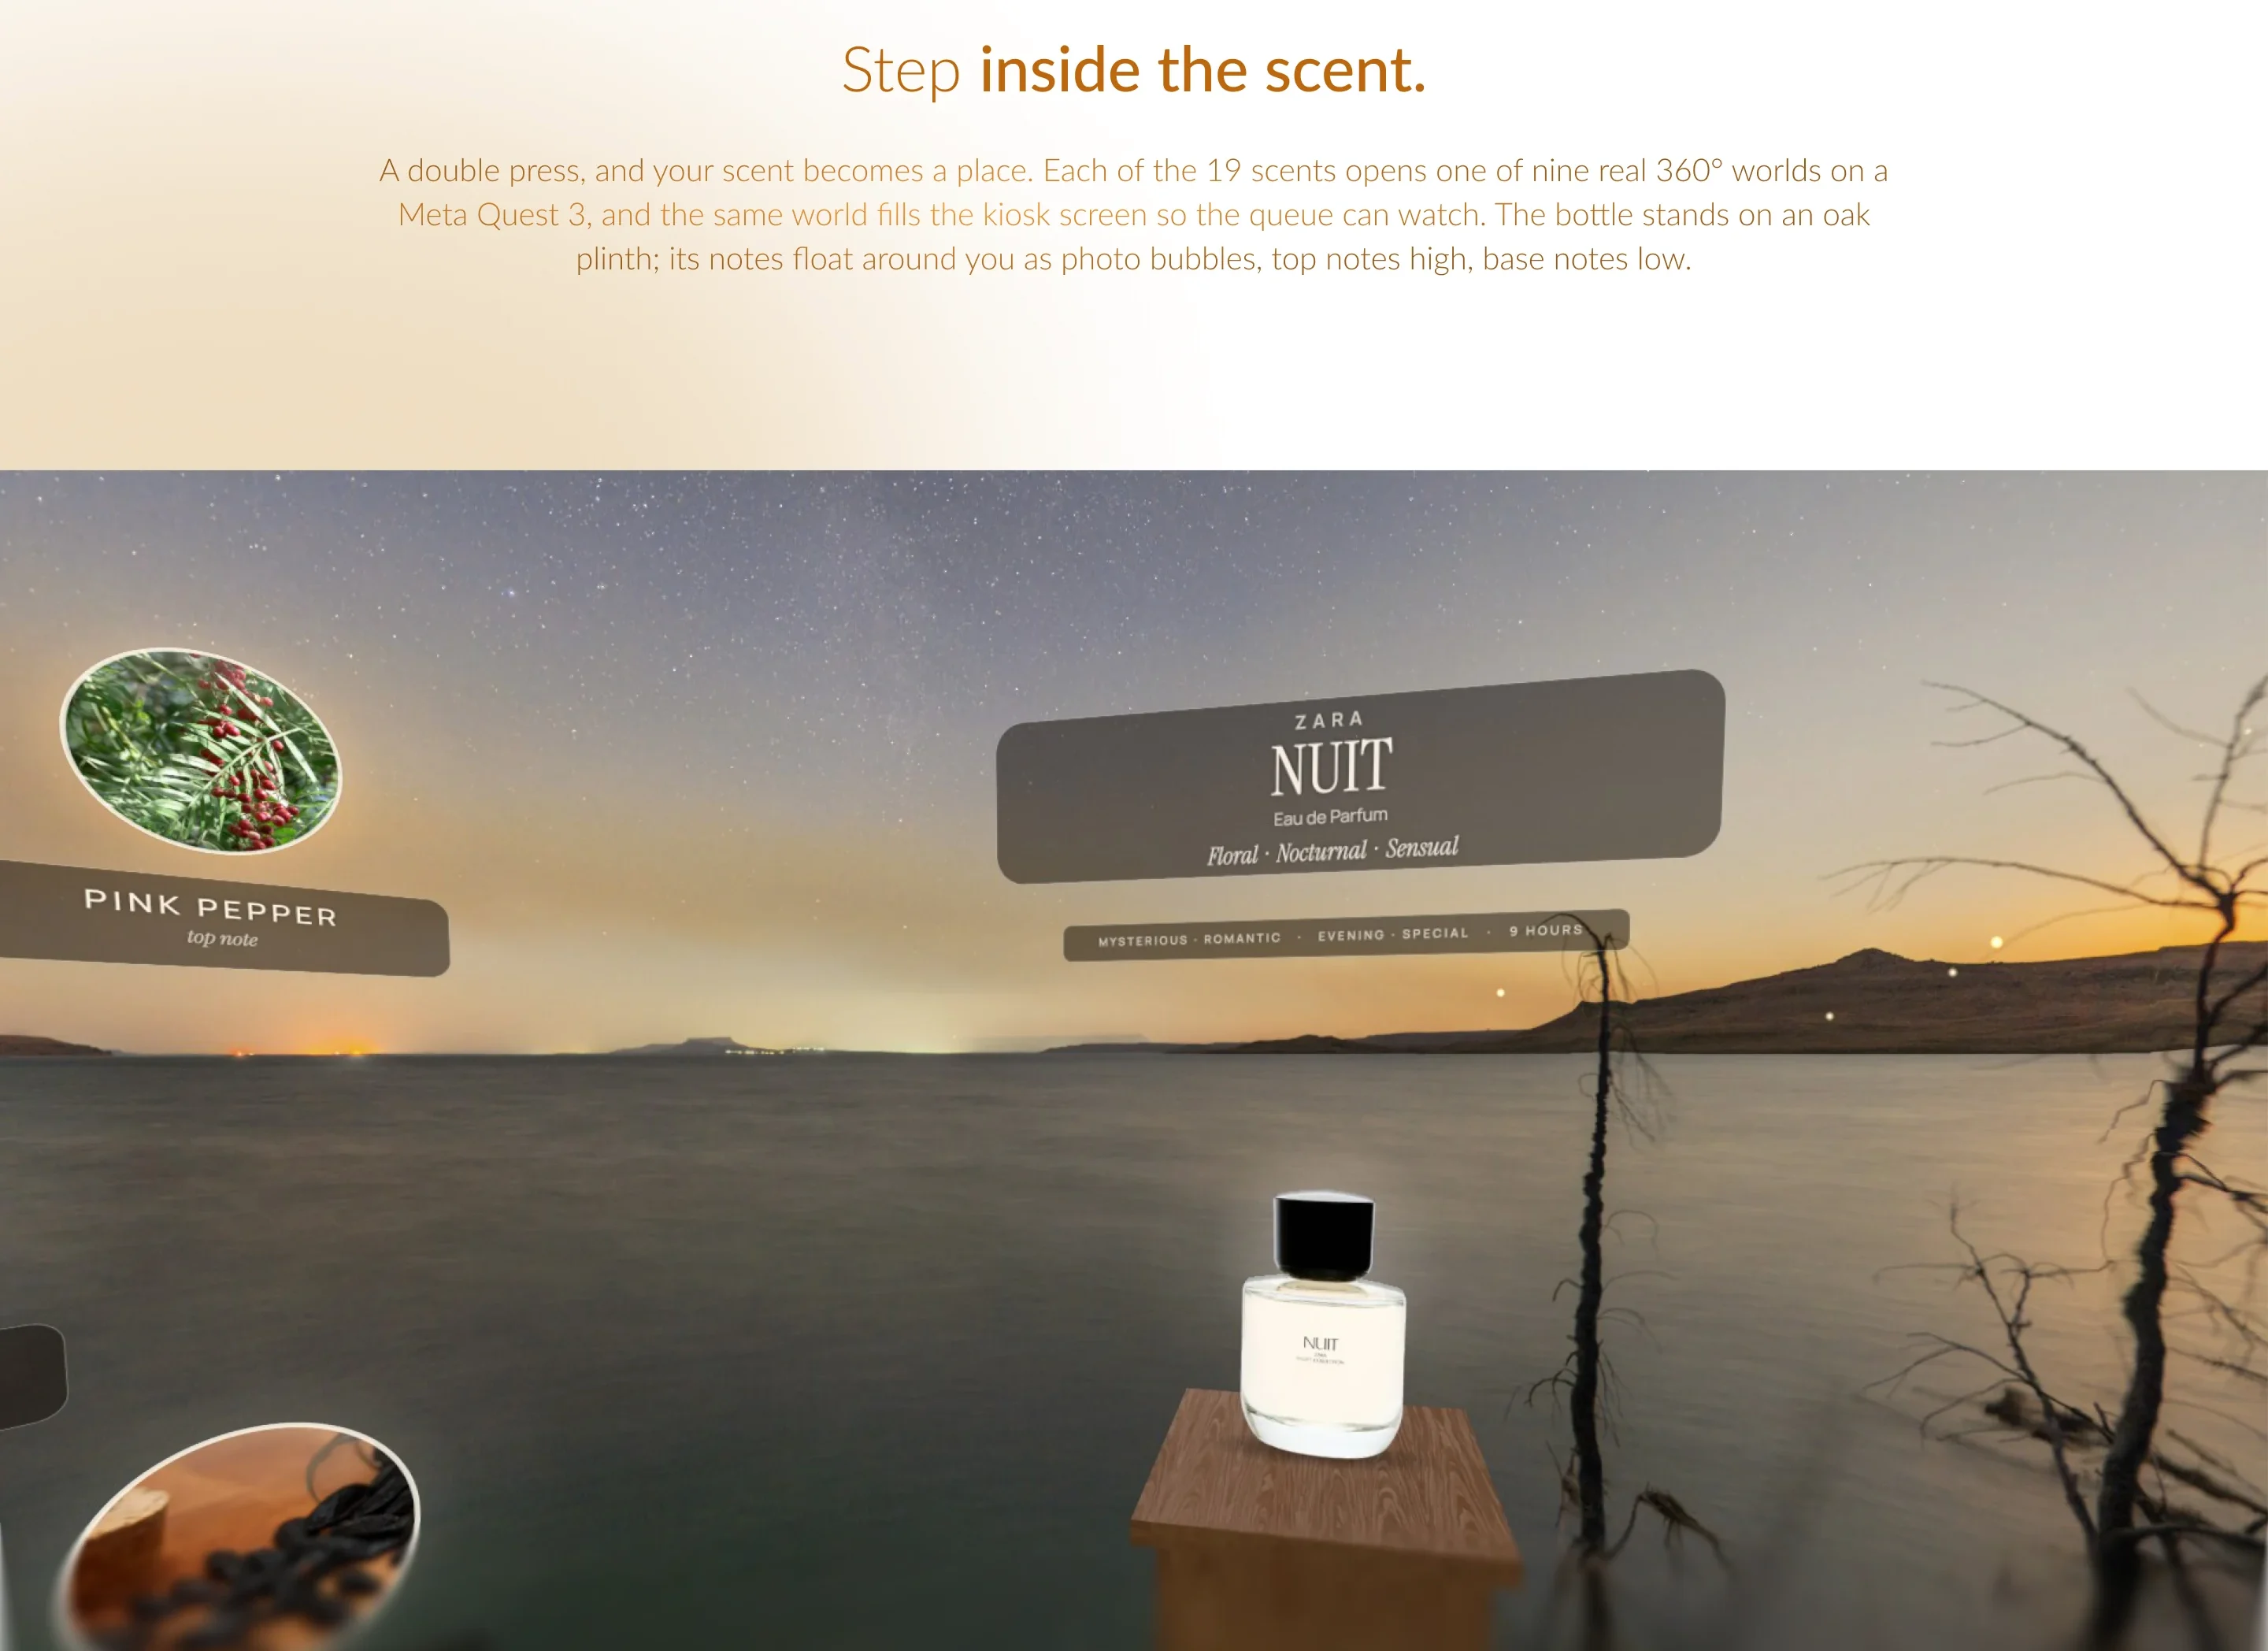 Step inside the scent.
A double press, and your scent becomes a place. Each of the 19 scents opens one of nine real 360° worlds on a
Meta Quest 3, and the same world fills the kiosk screen so the queue can watch. The bottle stands on an oak
plinth; its notes float around you as photo bubbles, top notes high, base notes low.
ZARA
NUIT
Eau de Parfum
Floral · Nocturnal · Sensual
PINK PEPPER
top note
MYSTERIOUS · ROMANTIC · EVENING · SPECIAL · 9 HOURS
NUIT